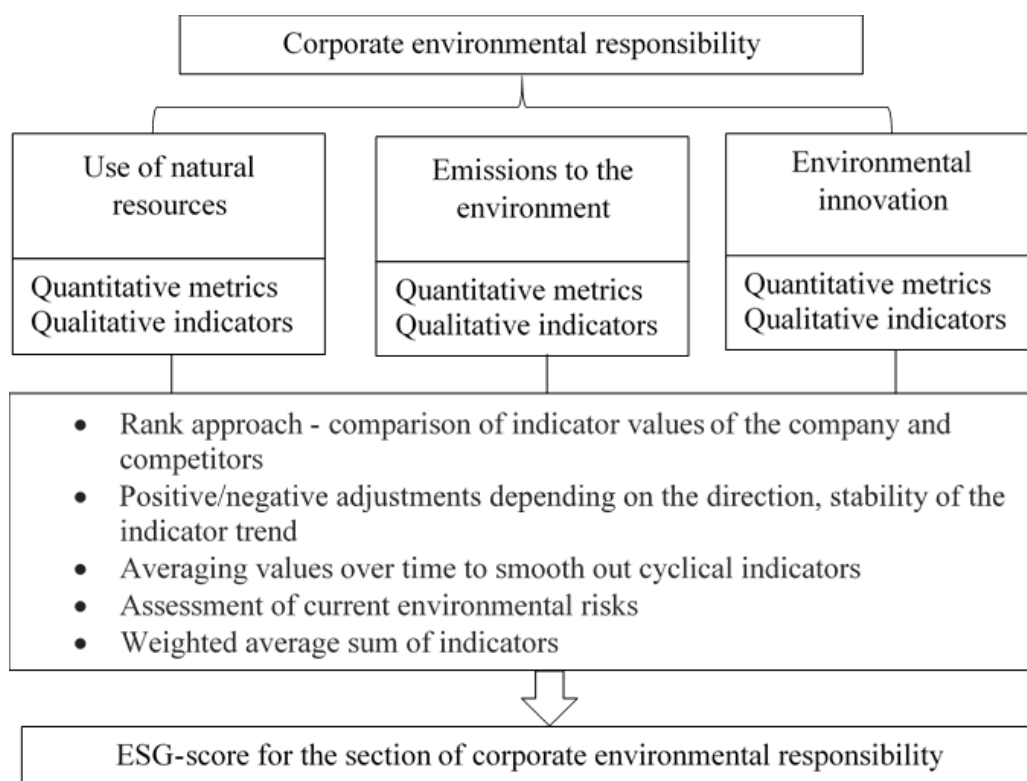 Corporate environmental responsibility
Use of natural
resources
Quantitative metrics
Qualitative indicators
Emissions to the
environment
Quantitative metrics
Qualitative indicators
Environmental
innovation
Quantitative metrics
Qualitative indicators
• Rank approach - comparison of indicator values of the company and
competitors
• Positive/negative adjustments depending on the direction, stability of the
indicator trend
• Averaging values over time to smooth out cyclical indicators
• Assessment of current environmental risks
• Weighted average sum of indicators
ESG-score for the section of corporate environmental responsibility